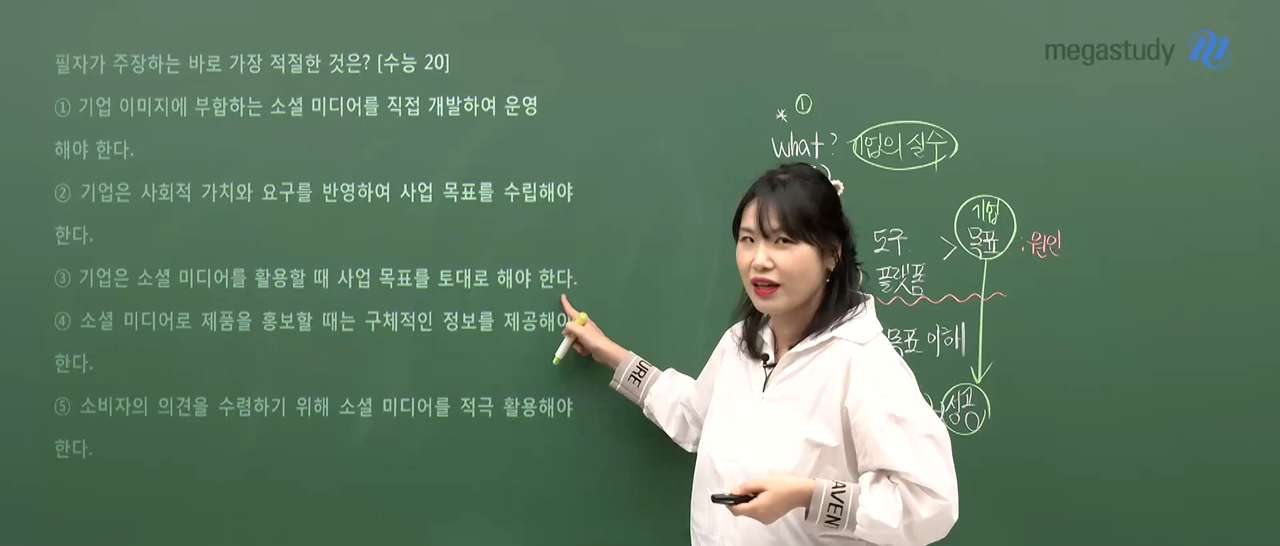 필자가 주장하는 바로 가장 적절한 것은? [수능 20]
① 기업 이미지에 부합하는 소셜 미디어를 직접 개발하여 운영
해야 한다.
② 기업은 사회적 가치와 요구를 반영하여 사업 목표를 수립해야
한다.
③ 기업은 소셜 미디어를 활용할 때 사업 목표를 토대로 해야 한다.
④ 소셜 미디어로 제품을 홍보할 때는 구체적인 정보를 제공해야
한다.
⑤ 소비자의 의견을 수렴하기 위해 소셜 미디어를 적극 활용해야
한다.
megastudy
* ①
what? 기업의 실수
기업
도구 > 목표 : 원인
플랫폼
목표 이해
성공
TURE
AVEN